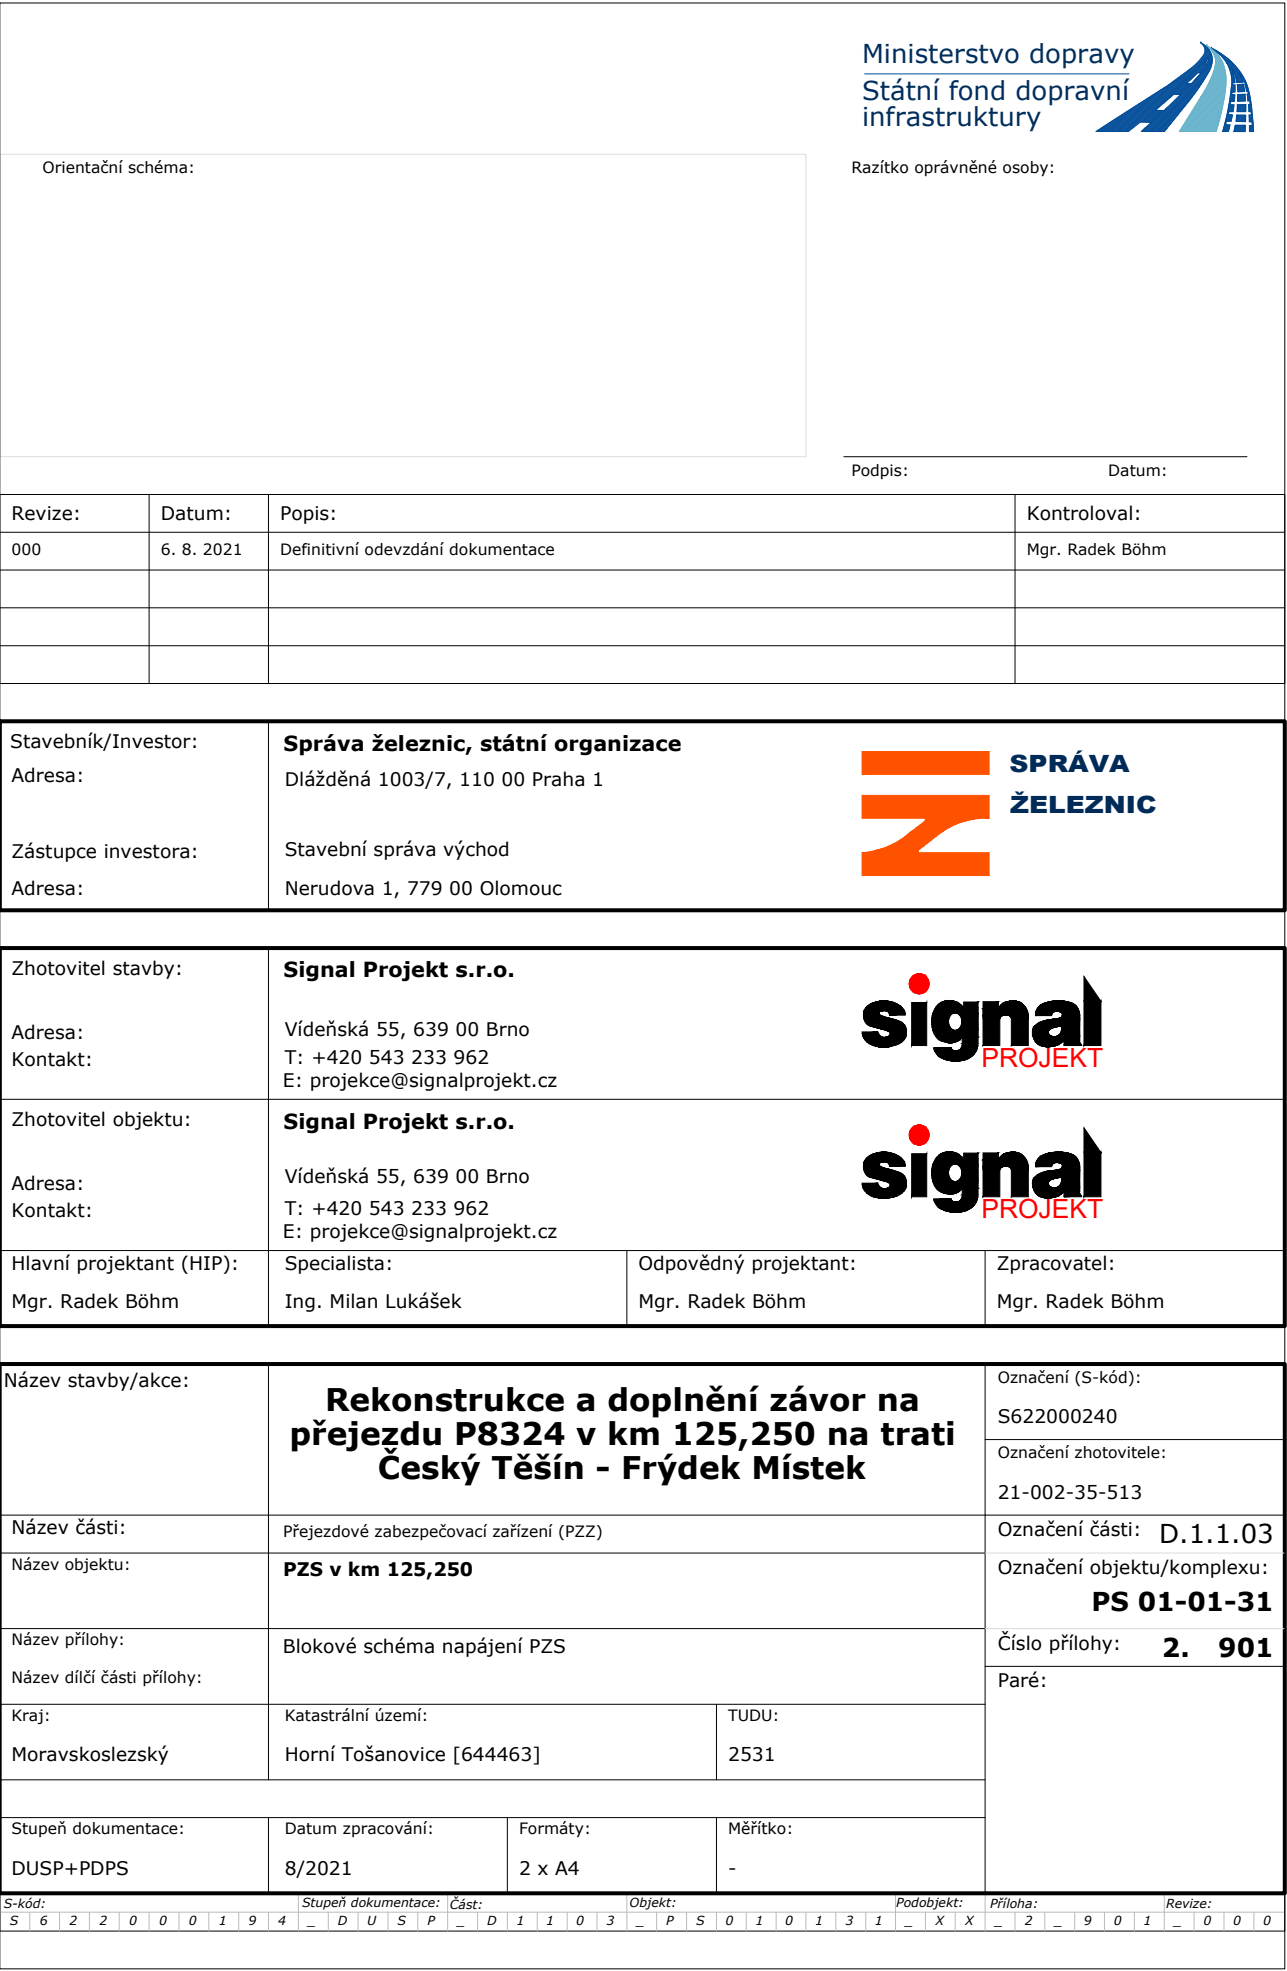 Ministerstvo dopravy
Státní fond dopravní
infrastruktury
Orientační schéma:
Razítko oprávněné osoby:
Podpis: Datum:
Revize: Datum: Popis: Kontroloval:
000 6. 8. 2021 Definitivní odevzdání dokumentace Mgr. Radek Böhm
Stavebník/Investor: Správa železnic, státní organizace
Adresa: Dlážděná 1003/7, 110 00 Praha 1
SPRÁVA
ŽELEZNIC
Zástupce investora: Stavební správa východ
Adresa: Nerudova 1, 779 00 Olomouc
Zhotovitel stavby: Signal Projekt s.r.o.
Adresa: Vídeňská 55, 639 00 Brno
Kontakt: T: +420 543 233 962
E: projekce@signalprojekt.cz
signal
PROJEKT
Zhotovitel objektu: Signal Projekt s.r.o.
Adresa: Vídeňská 55, 639 00 Brno
Kontakt: T: +420 543 233 962
E: projekce@signalprojekt.cz
signal
PROJEKT
Hlavní projektant (HIP): Specialista: Odpovědný projektant: Zpracovatel:
Mgr. Radek Böhm Ing. Milan Lukášek Mgr. Radek Böhm Mgr. Radek Böhm
Název stavby/akce:
Rekonstrukce a doplnění závor na
přejezdu P8324 v km 125,250 na trati
Český Těšín - Frýdek Místek
Označení (S-kód):
S622000240
Označení zhotovitele:
21-002-35-513
Název části: Přejezdové zabezpečovací zařízení (PZZ) Označení části: D.1.1.03
Název objektu: PZS v km 125,250 Označení objektu/komplexu:
PS 01-01-31
Název přílohy: Blokové schéma napájení PZS Číslo přílohy: 2. 901
Název dílčí části přílohy:
Paré:
Kraj: Katastrální území: TUDU:
Moravskoslezský Horní Tošanovice [644463] 2531
Stupeň dokumentace: Datum zpracování: Formáty: Měřítko:
DUSP+PDPS 8/2021 2 x A4 -
S-kód: Stupeň dokumentace: Část: Objekt: Podobjekt: Příloha: Revize:
S 6 2 2 0 0 0 1 9 4 _ D U S P _ D 1 1 0 3 _ P S 0 1 0 1 3 1 _ X X _ 2 _ 9 0 1 _ 0 0 0